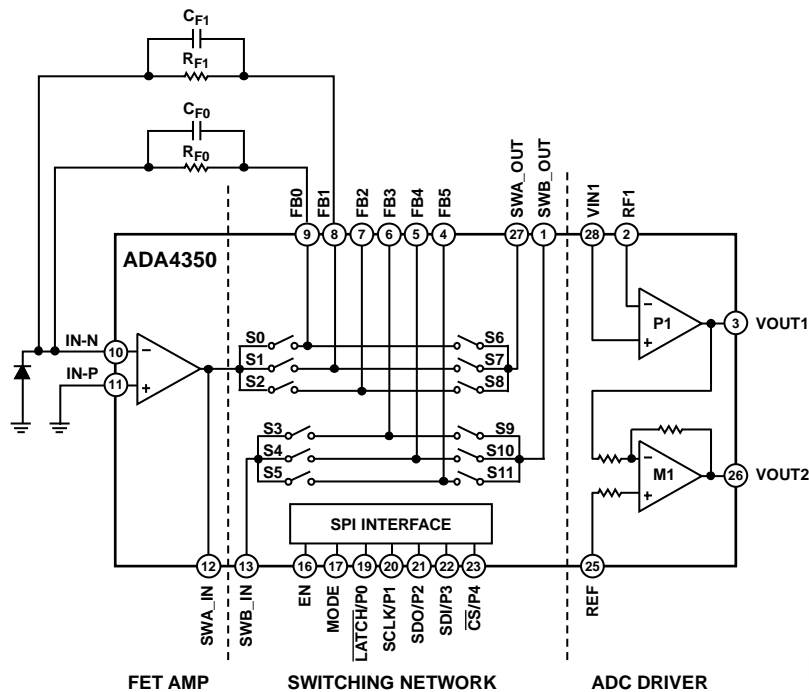 CF1
RF1
CF0
RF0
FB0
FB1
FB2
FB3
FB4
FB5
SWA_OUT
SWB_OUT
VIN1
RF1
9
8
7
6
5
4
27
1
28
2
ADA4350
P1
3
VOUT1
IN-N
10
IN-P
11
S0
S1
S2
S6
S7
S8
S3
S4
S5
S9
S10
S11
M1
26
VOUT2
SPI INTERFACE
12
13
16
17
19
20
21
22
23
25
SWA_IN
SWB_IN
EN
MODE
LATCH/P0
SCLK/P1
SDO/P2
SDI/P3
CS/P4
REF
FET AMP
SWITCHING NETWORK
ADC DRIVER